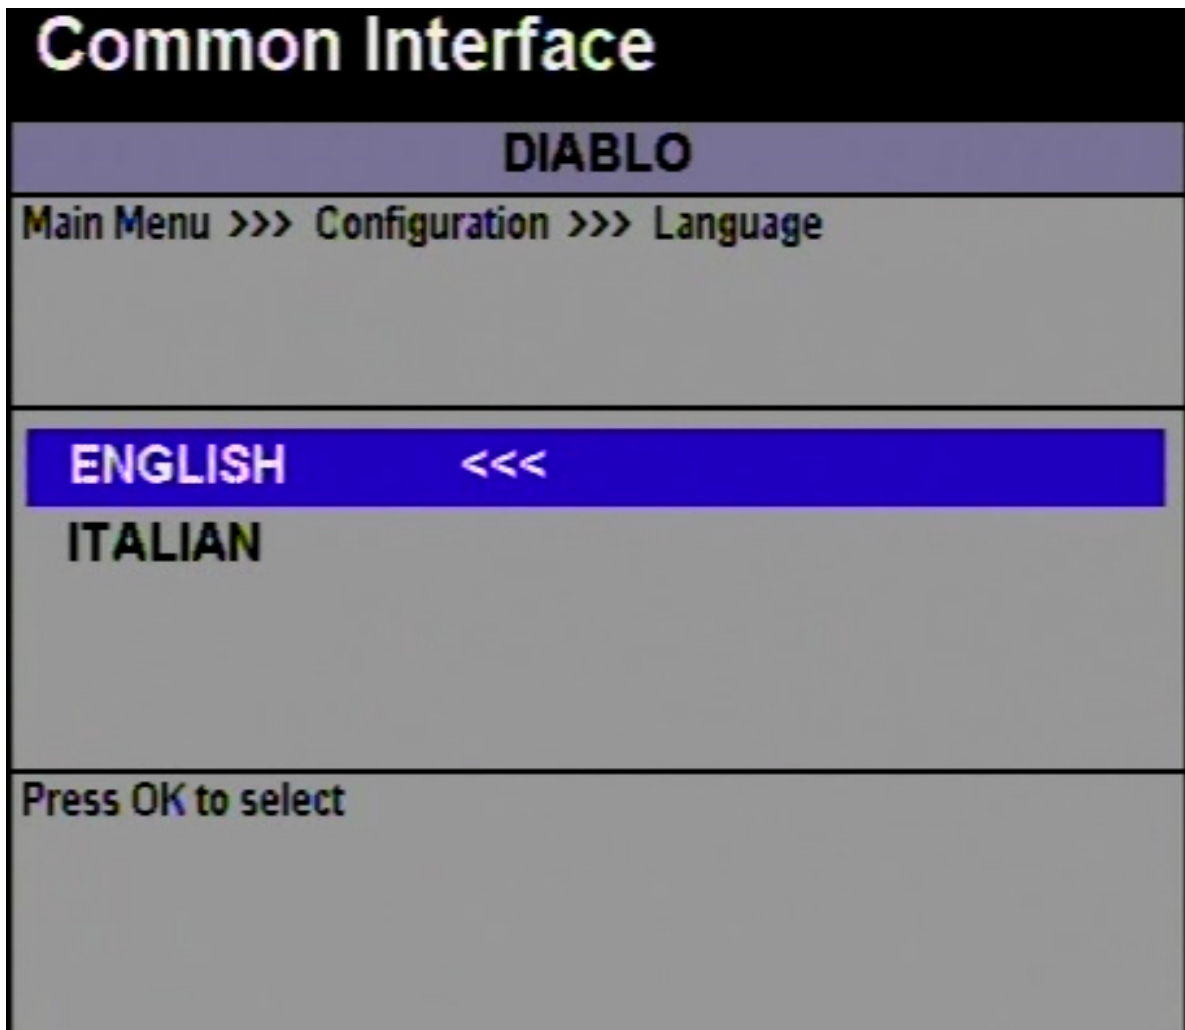 Common Interface
DIABLO
Main Menu >>> Configuration >>> Language
ENGLISH <<<
ITALIAN
Press OK to select